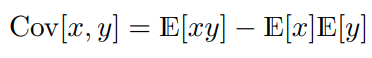 Cov[x, y] = 𝔼[xy] − 𝔼[x]𝔼[y]